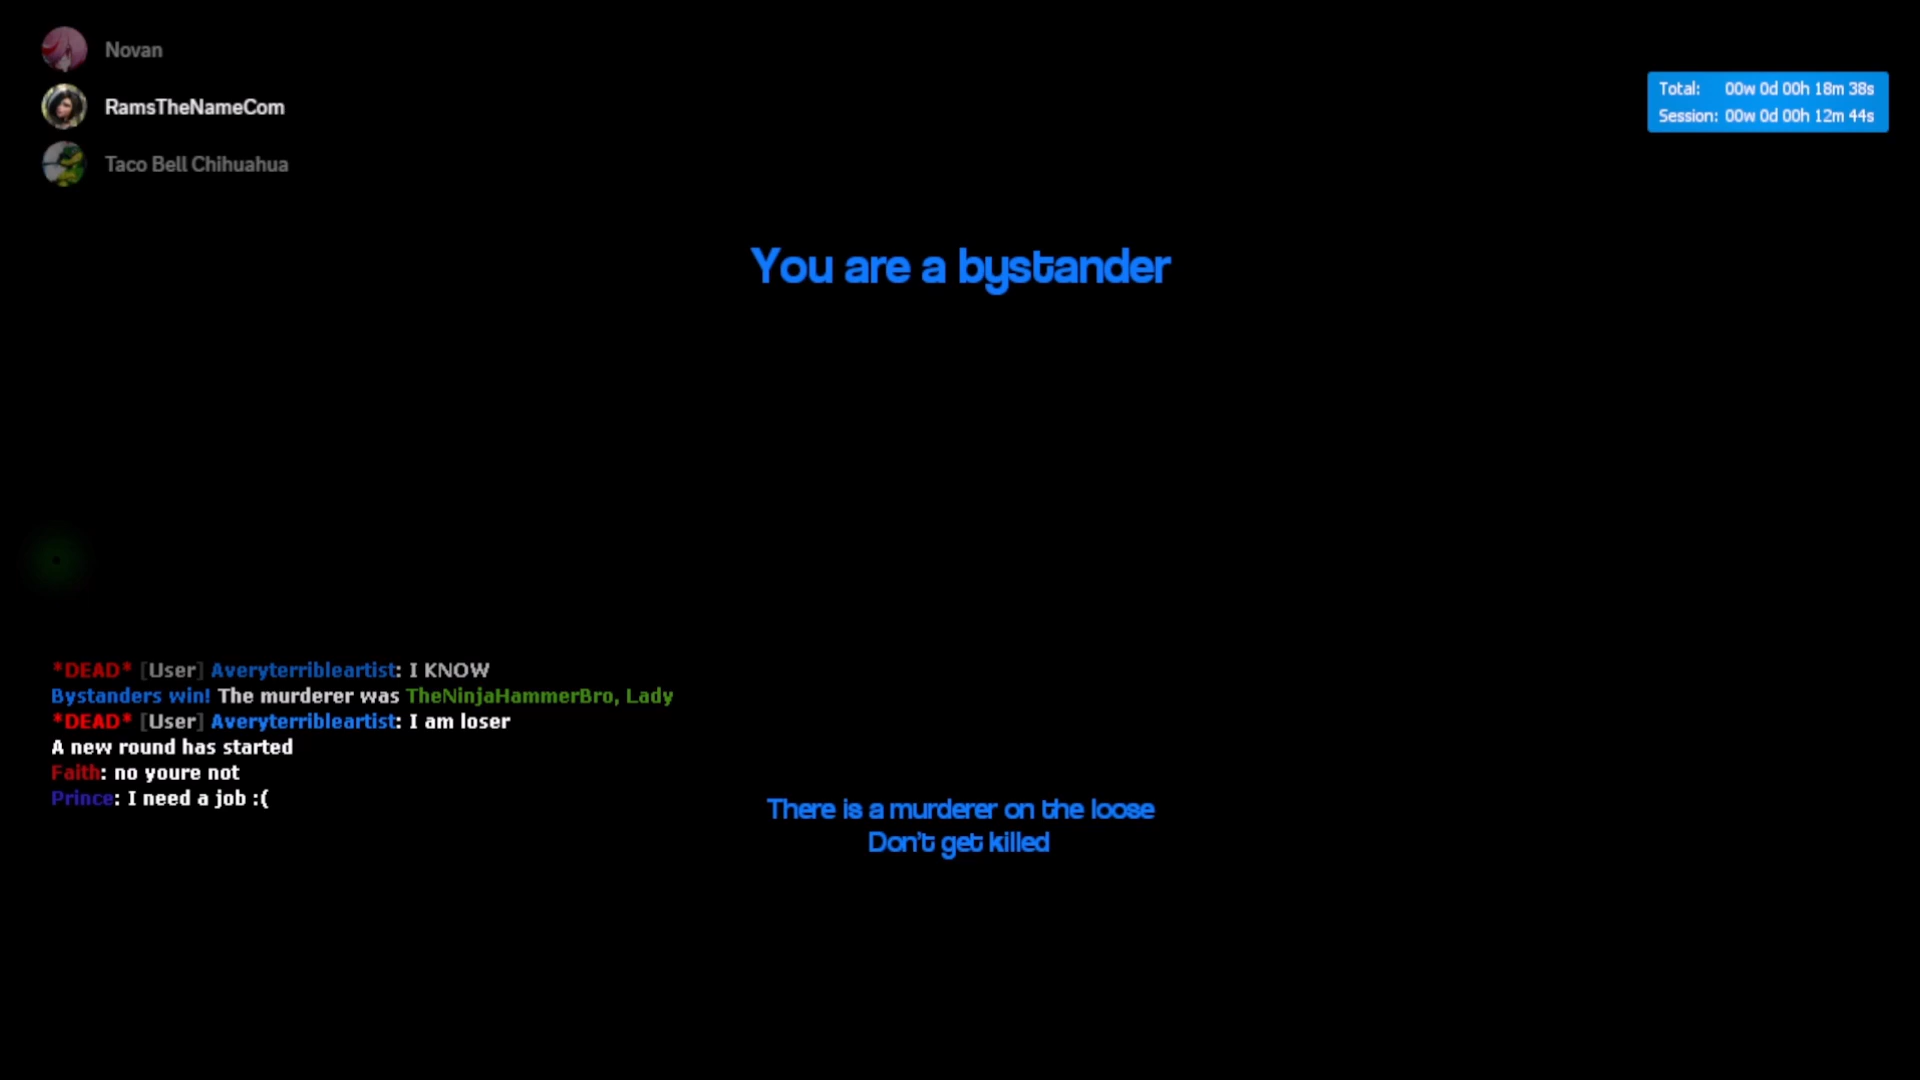 Novan
RamsTheNameCom
Taco Bell Chihuahua
Total: 00w 0d 00h 18m 38s
Session: 00w 0d 00h 12m 44s
You are a bystander
*DEAD* [User] Averyterribleartist: I KNOW
Bystanders win! The murderer was TheNinjaHammerBro, Lady
*DEAD* [User] Averyterribleartist: I am loser
A new round has started
Faith: no youre not
Prince: I need a job :(
There is a murderer on the loose
Don't get killed